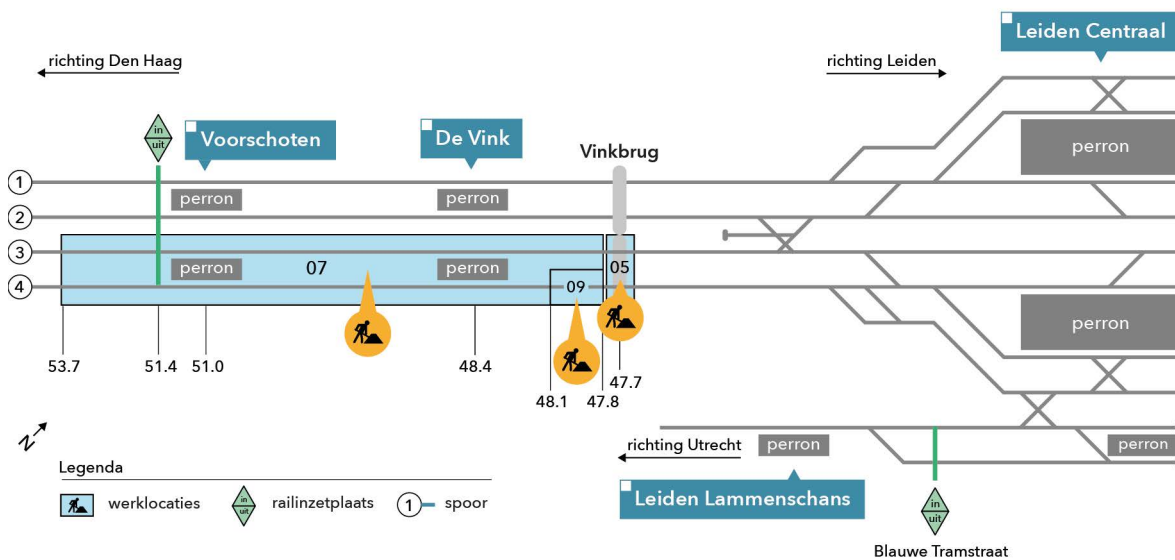 richting Den Haag
richting Leiden
Leiden Centraal
in
uit
Voorschoten
De Vink
Vinkbrug
perron
1
perron
perron
2
3
perron
07
perron
05
4
09
perron
53.7
51.4
51.0
48.4
48.1
47.8
47.7
N
richting Utrecht
perron
perron
Legenda
werklocaties
in
uit
railinzetplaats
1
spoor
Leiden Lammenschans
in
uit
Blauwe Tramstraat